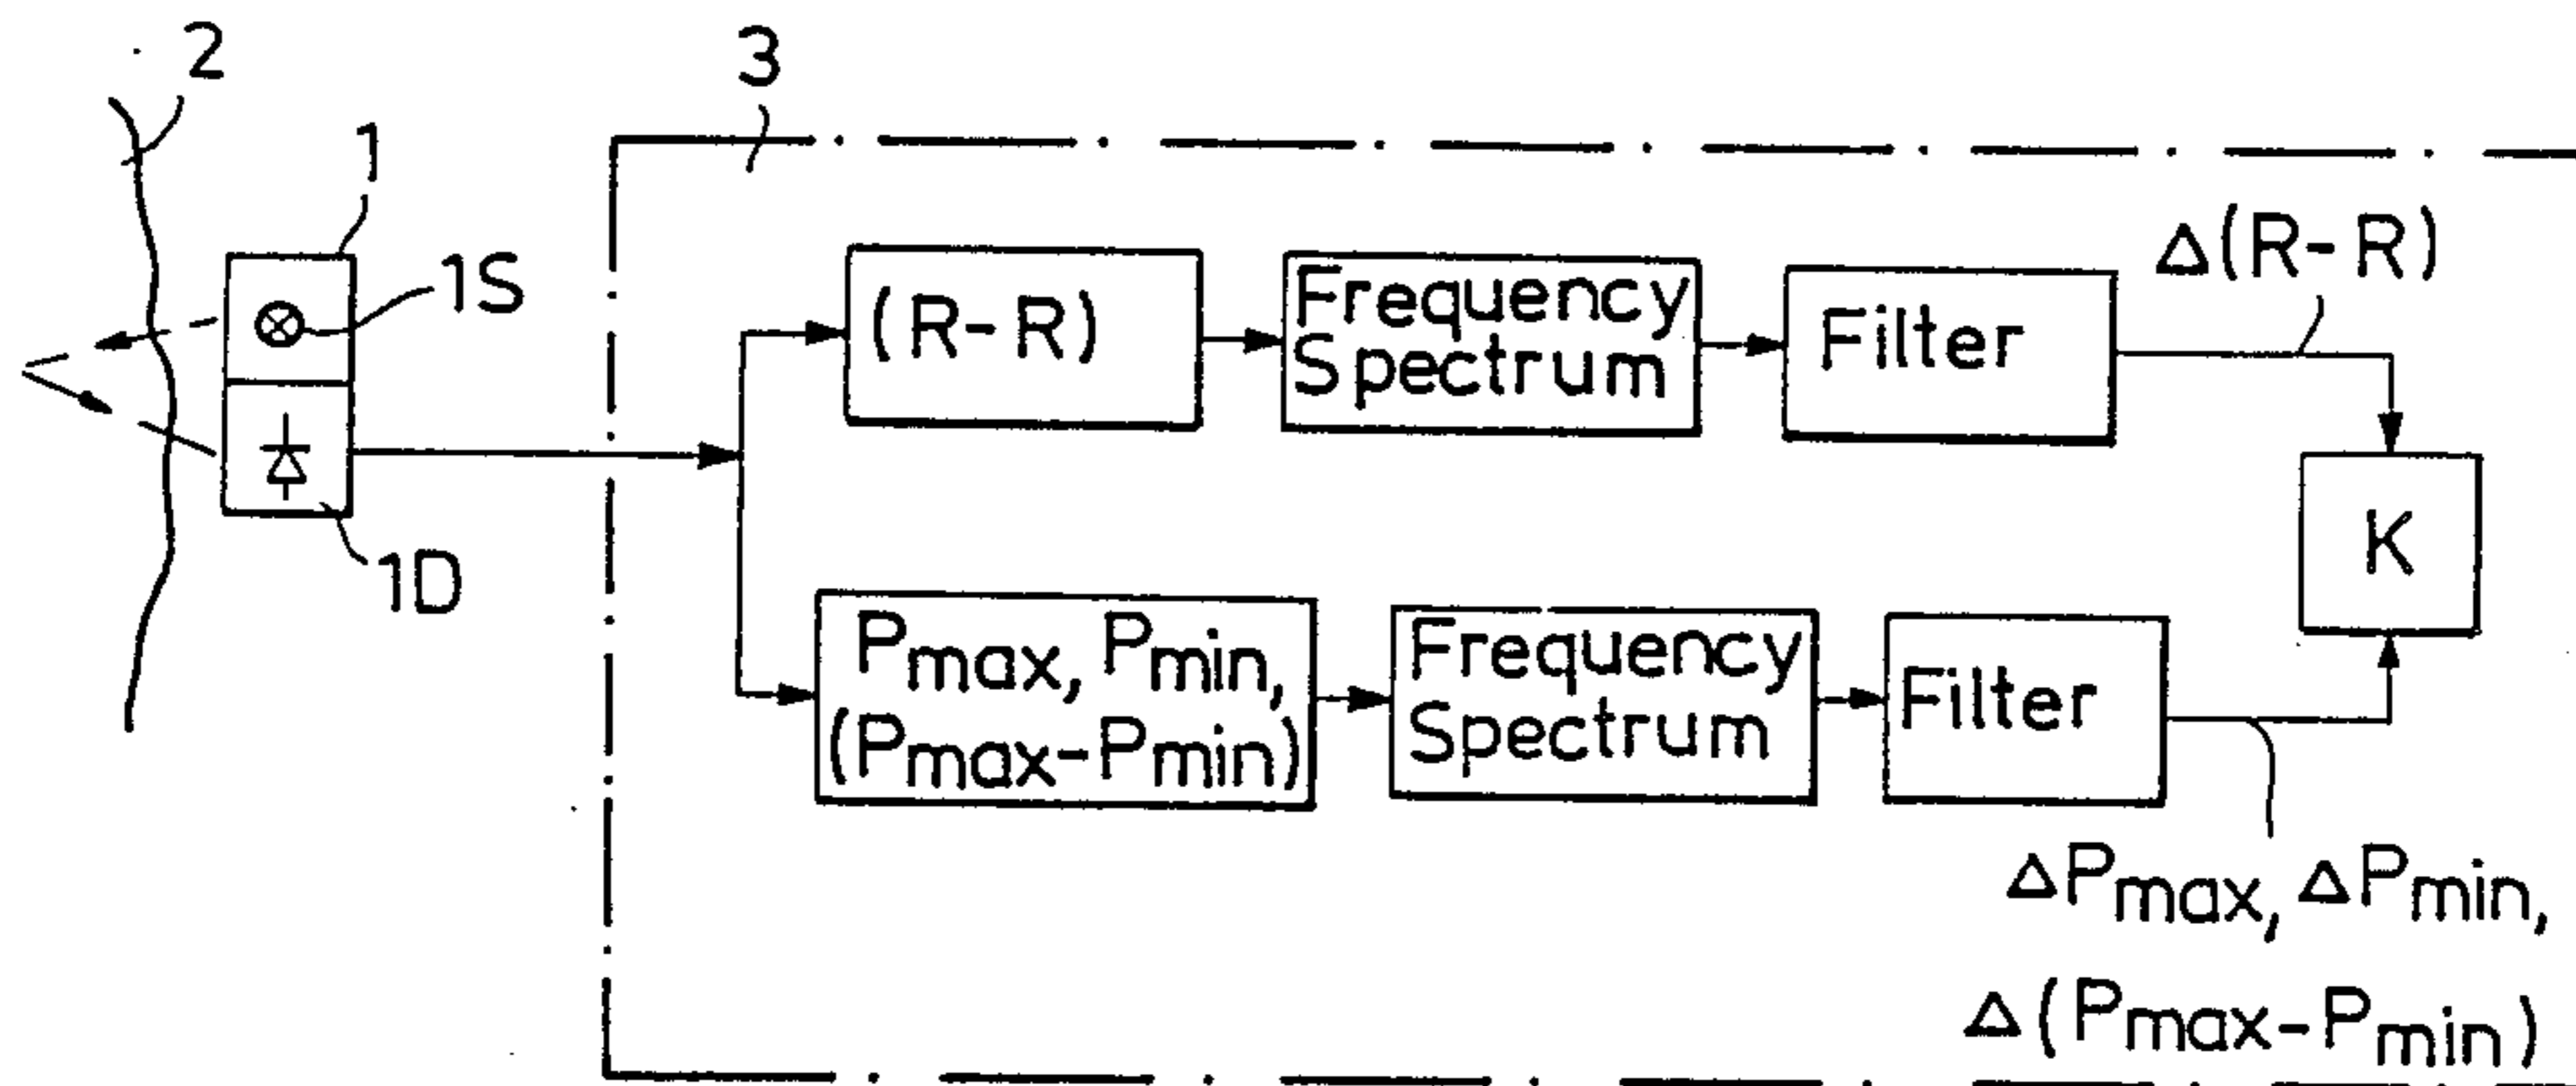 2
3
1
1S
1D
(R-R)
Frequency
Spectrum
Filter
Δ(R-R)
K
Pmax, Pmin,
(Pmax-Pmin)
Frequency
Spectrum
Filter
ΔPmax, ΔPmin,
Δ(Pmax-Pmin)